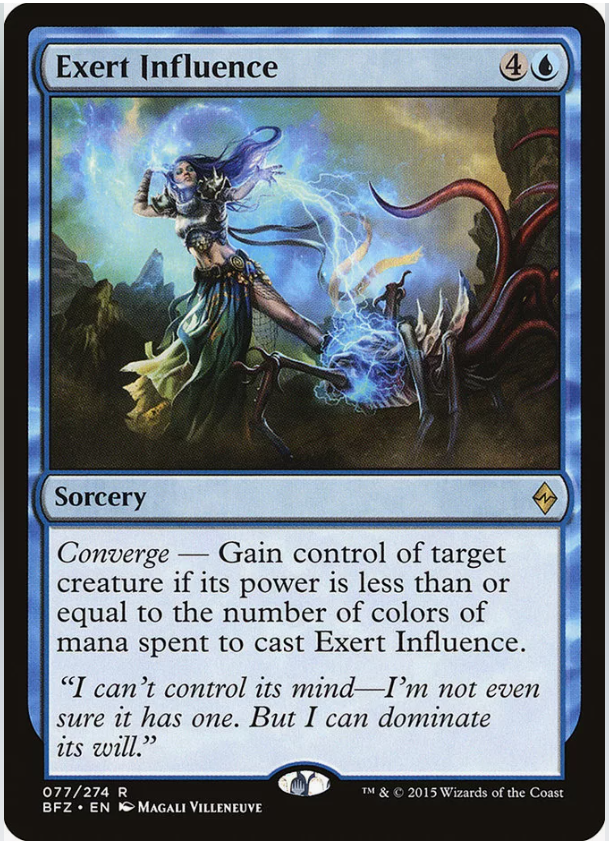 Exert Influence
4
Sorcery
Converge — Gain control of target
creature if its power is less than or
equal to the number of colors of
mana spent to cast Exert Influence.
“I can’t control its mind—I’m not even
sure it has one. But I can dominate
its will.”
077/274 R
BFZ • EN Magali Villeneuve
™ & © 2015 Wizards of the Coast